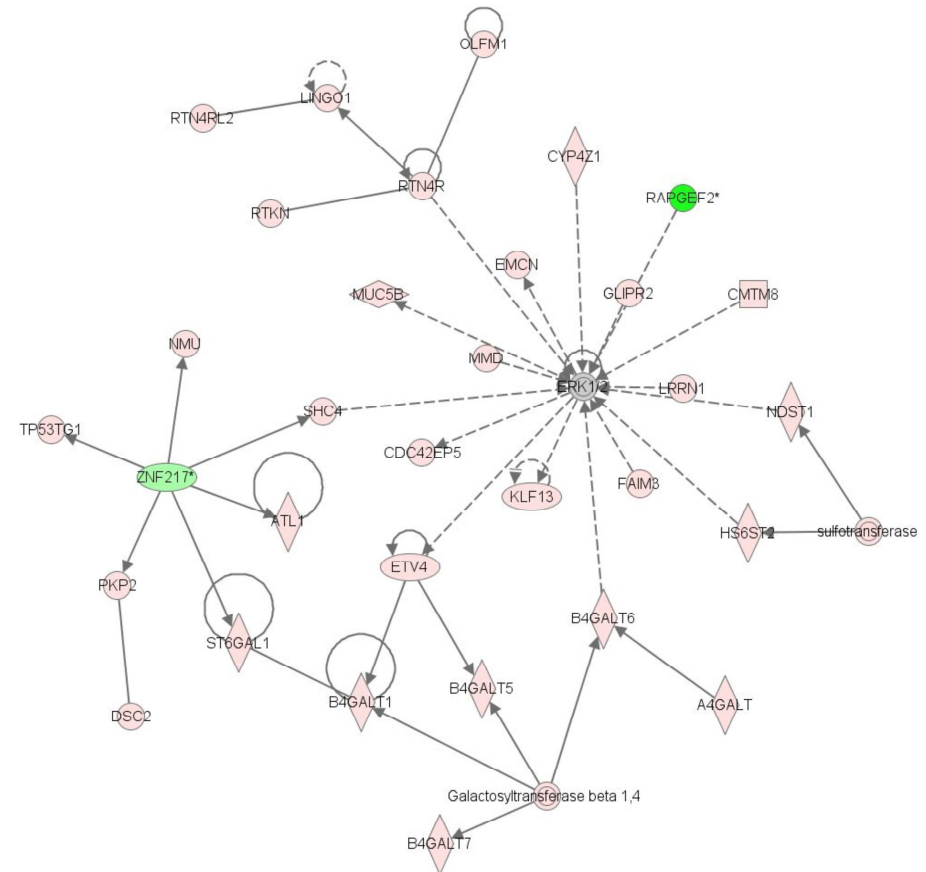 OLFM1
LINGO1
RTN4RL2
CYP4Z1
RTN4R
RAPGEF2*
RTKN
EMCN
MUC5B
GLIPR2
CMTM8
NMU
MMD
ERK1/2
LRRN1
SHC4
NDST1
TP53TG1
CDC42EP5
ZNF217*
FAIM3
KLF13
ATL1
HS6ST2
sulfotransferase
ETV4
PKP2
B4GALT6
ST6GAL1
B4GALT5
B4GALT1
A4GALT
DSC2
Galactosyltransferase beta 1,4
B4GALT7